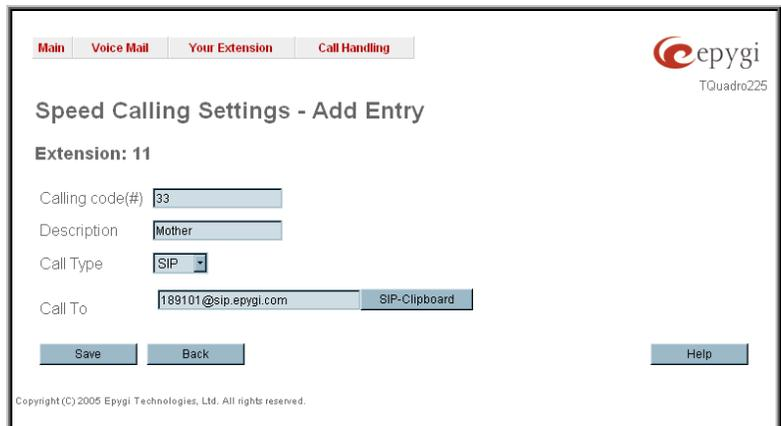 Main Voice Mail Your Extension Call Handling
epygi
TQuadro225
Speed Calling Settings - Add Entry
Extension: 11
Calling code(#) 33
Description Mother
Call Type SIP
Call To 189101@sip.epygi.com SIP-Clipboard
Save Back Help
Copyright (C) 2005 Epygi Technologies, Ltd. All rights reserved.